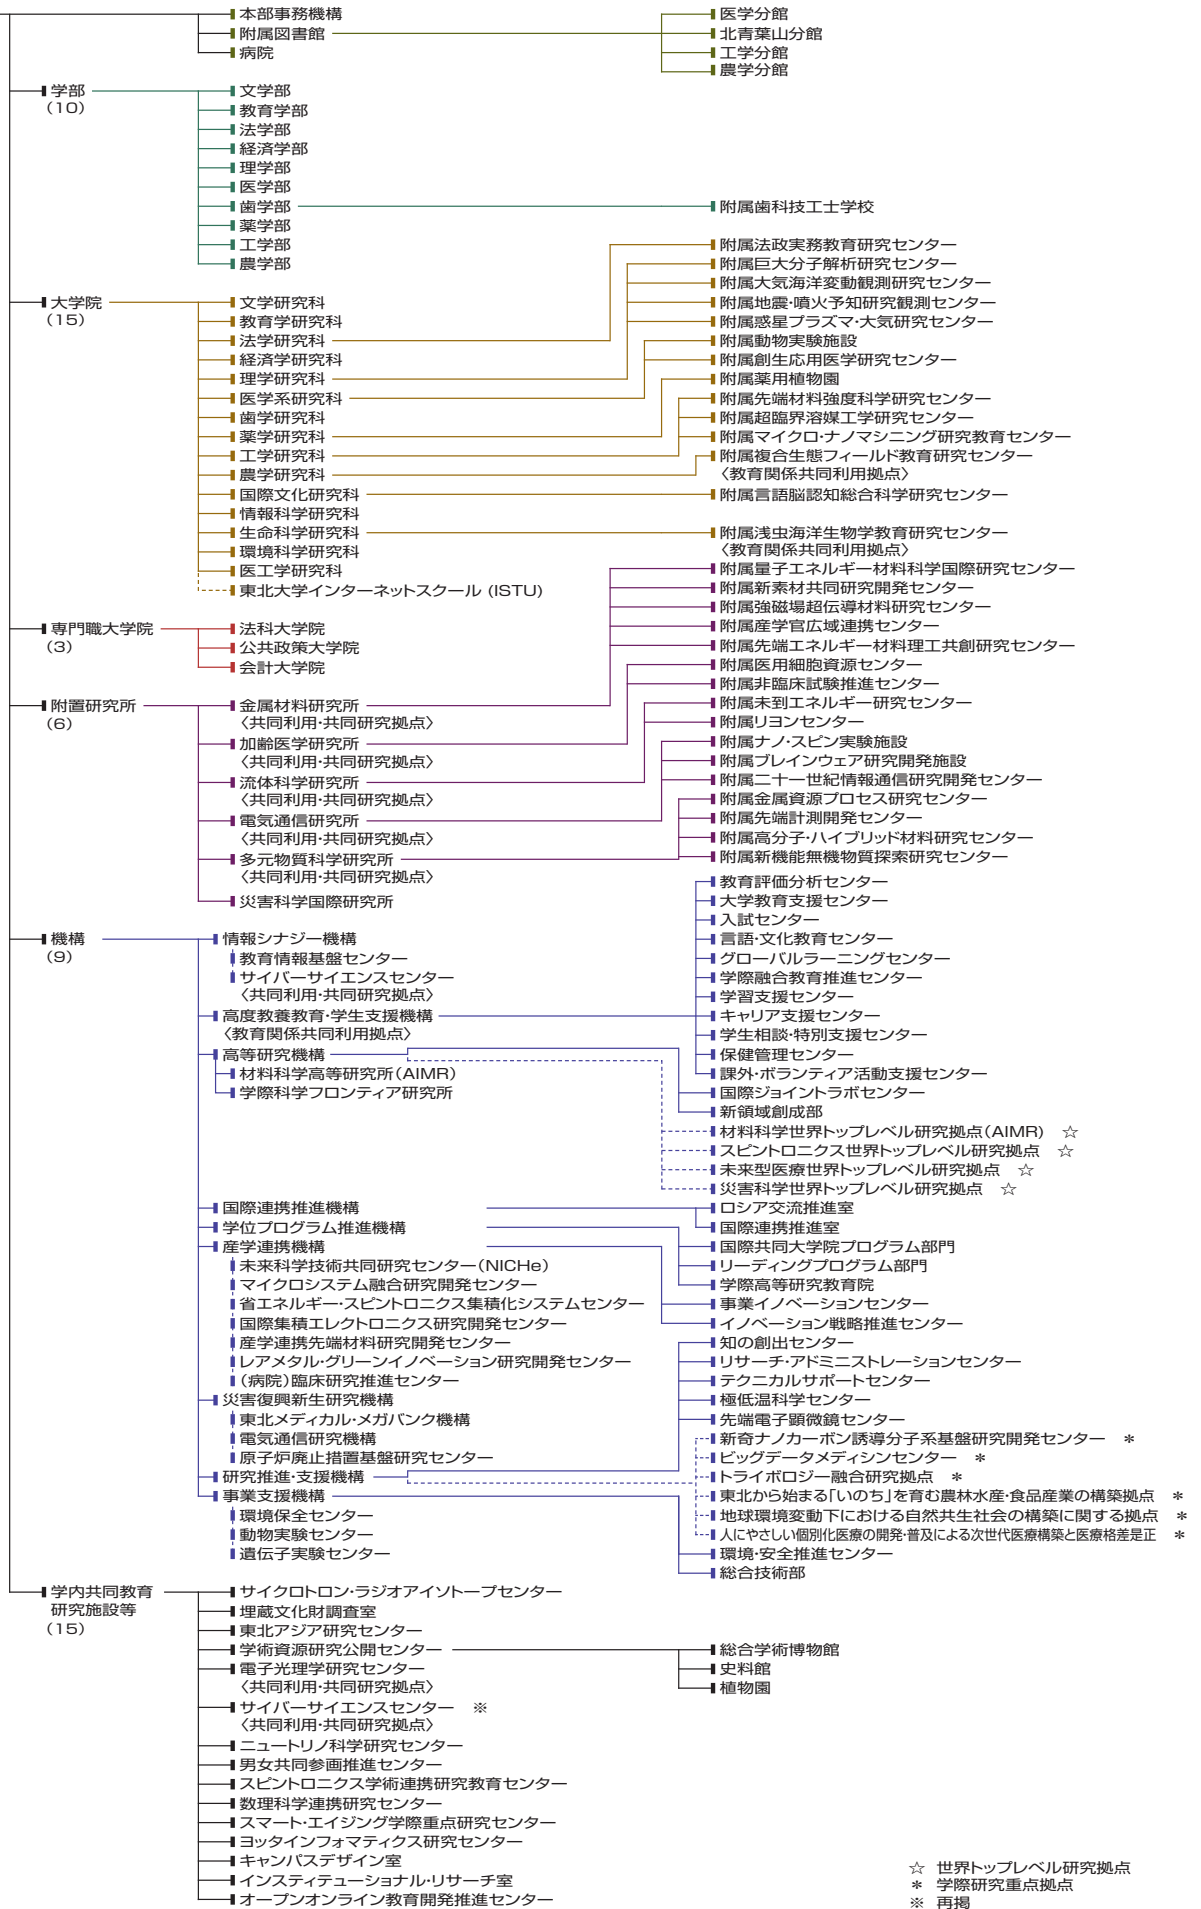 本部事務機構
附属図書館
病院
医学分館
北青葉山分館
工学分館
農学分館
学部
(10)
文学部
教育学部
法学部
経済学部
理学部
医学部
歯学部
薬学部
工学部
農学部
附属歯科技工士学校
大学院
(15)
文学研究科
教育学研究科
法学研究科
経済学研究科
理学研究科
医学系研究科
歯学研究科
薬学研究科
工学研究科
農学研究科
国際文化研究科
情報科学研究科
生命科学研究科
環境科学研究科
医工学研究科
東北大学インターネットスクール (ISTU)
附属法政実務教育研究センター
附属巨大分子解析研究センター
附属大気海洋変動観測研究センター
附属地震・噴火予知研究観測センター
附属惑星プラズマ・大気研究センター
附属動物実験施設
附属創生応用医学研究センター
附属薬用植物園
附属先端材料強度科学研究センター
附属超臨界溶媒工学研究センター
附属マイクロ・ナノマシニング研究教育センター
附属複合生態フィールド教育研究センター
〈教育関係共同利用拠点〉
附属言語脳認知総合科学研究センター
附属浅虫海洋生物学教育研究センター
〈教育関係共同利用拠点〉
専門職大学院
(3)
法科大学院
公共政策大学院
会計大学院
附置研究所
(6)
金属材料研究所
〈共同利用・共同研究拠点〉
加齢医学研究所
〈共同利用・共同研究拠点〉
流体科学研究所
〈共同利用・共同研究拠点〉
電気通信研究所
〈共同利用・共同研究拠点〉
多元物質科学研究所
〈共同利用・共同研究拠点〉
災害科学国際研究所
附属量子エネルギー材料科学国際研究センター
附属新素材共同研究開発センター
附属強磁場超伝導材料研究センター
附属産学官広域連携センター
附属先端エネルギー材料理工共創研究センター
附属医用細胞資源センター
附属非臨床試験推進センター
附属未到エネルギー研究センター
附属リヨンセンター
附属ナノ・スピン実験施設
附属ブレインウェア研究開発施設
附属二十一世紀情報通信研究開発センター
附属金属資源プロセス研究センター
附属先端計測開発センター
附属高分子・ハイブリッド材料研究センター
附属新機能無機物質探索研究センター
機構
(9)
情報シナジー機構
教育情報基盤センター
サイバーサイエンスセンター
〈共同利用・共同研究拠点〉
高度教養教育・学生支援機構
〈教育関係共同利用拠点〉
高等研究機構
材料科学高等研究所(AIMR)
学際科学フロンティア研究所
教育評価分析センター
大学教育支援センター
入試センター
言語・文化教育センター
グローバルラーニングセンター
学際融合教育推進センター
学習支援センター
キャリア支援センター
学生相談・特別支援センター
保健管理センター
課外・ボランティア活動支援センター
国際ジョイントラボセンター
新領域創成部
材料科学世界トップレベル研究拠点(AIMR) ☆
スピントロニクス世界トップレベル研究拠点 ☆
未来型医療世界トップレベル研究拠点 ☆
災害科学世界トップレベル研究拠点 ☆
国際連携推進機構
学位プログラム推進機構
産学連携機構
未来科学技術共同研究センター(NICHe)
マイクロシステム融合研究開発センター
省エネルギー・スピントロニクス集積化システムセンター
国際集積エレクトロニクス研究開発センター
産学連携先端材料研究開発センター
レアメタル・グリーンイノベーション研究開発センター
(病院)臨床研究推進センター
災害復興新生研究機構
東北メディカル・メガバンク機構
電気通信研究機構
原子炉廃止措置基盤研究センター
研究推進・支援機構
事業支援機構
環境保全センター
動物実験センター
遺伝子実験センター
ロシア交流推進室
国際連携推進室
国際共同大学院プログラム部門
リーディングプログラム部門
学際高等研究教育院
事業イノベーションセンター
イノベーション戦略推進センター
知の創出センター
リサーチ・アドミニストレーションセンター
テクニカルサポートセンター
極低温科学センター
先端電子顕微鏡センター
新奇ナノカーボン誘導分子系基盤研究開発センター *
ビッグデータメディシンセンター *
トライボロジー融合研究拠点 *
東北から始まる「いのち」を育む農林水産・食品産業の構築拠点 *
地球環境変動下における自然共生社会の構築に関する拠点 *
人にやさしい個別化医療の開発・普及による次世代医療構築と医療格差是正 *
環境・安全推進センター
総合技術部
学内共同教育
研究施設等
(15)
サイクロトロン・ラジオアイソトープセンター
埋蔵文化財調査室
東北アジア研究センター
学術資源研究公開センター
電子光理学研究センター
〈共同利用・共同研究拠点〉
サイバーサイエンスセンター ※
〈共同利用・共同研究拠点〉
ニュートリノ科学研究センター
男女共同参画推進センター
スピントロニクス学術連携研究教育センター
数理科学連携研究センター
スマート・エイジング学際重点研究センター
ヨッタインフォマティクス研究センター
キャンパスデザイン室
インスティテューショナル・リサーチ室
オープンオンライン教育開発推進センター
総合学術博物館
史料館
植物園
☆ 世界トップレベル研究拠点
* 学際研究重点拠点
※ 再掲